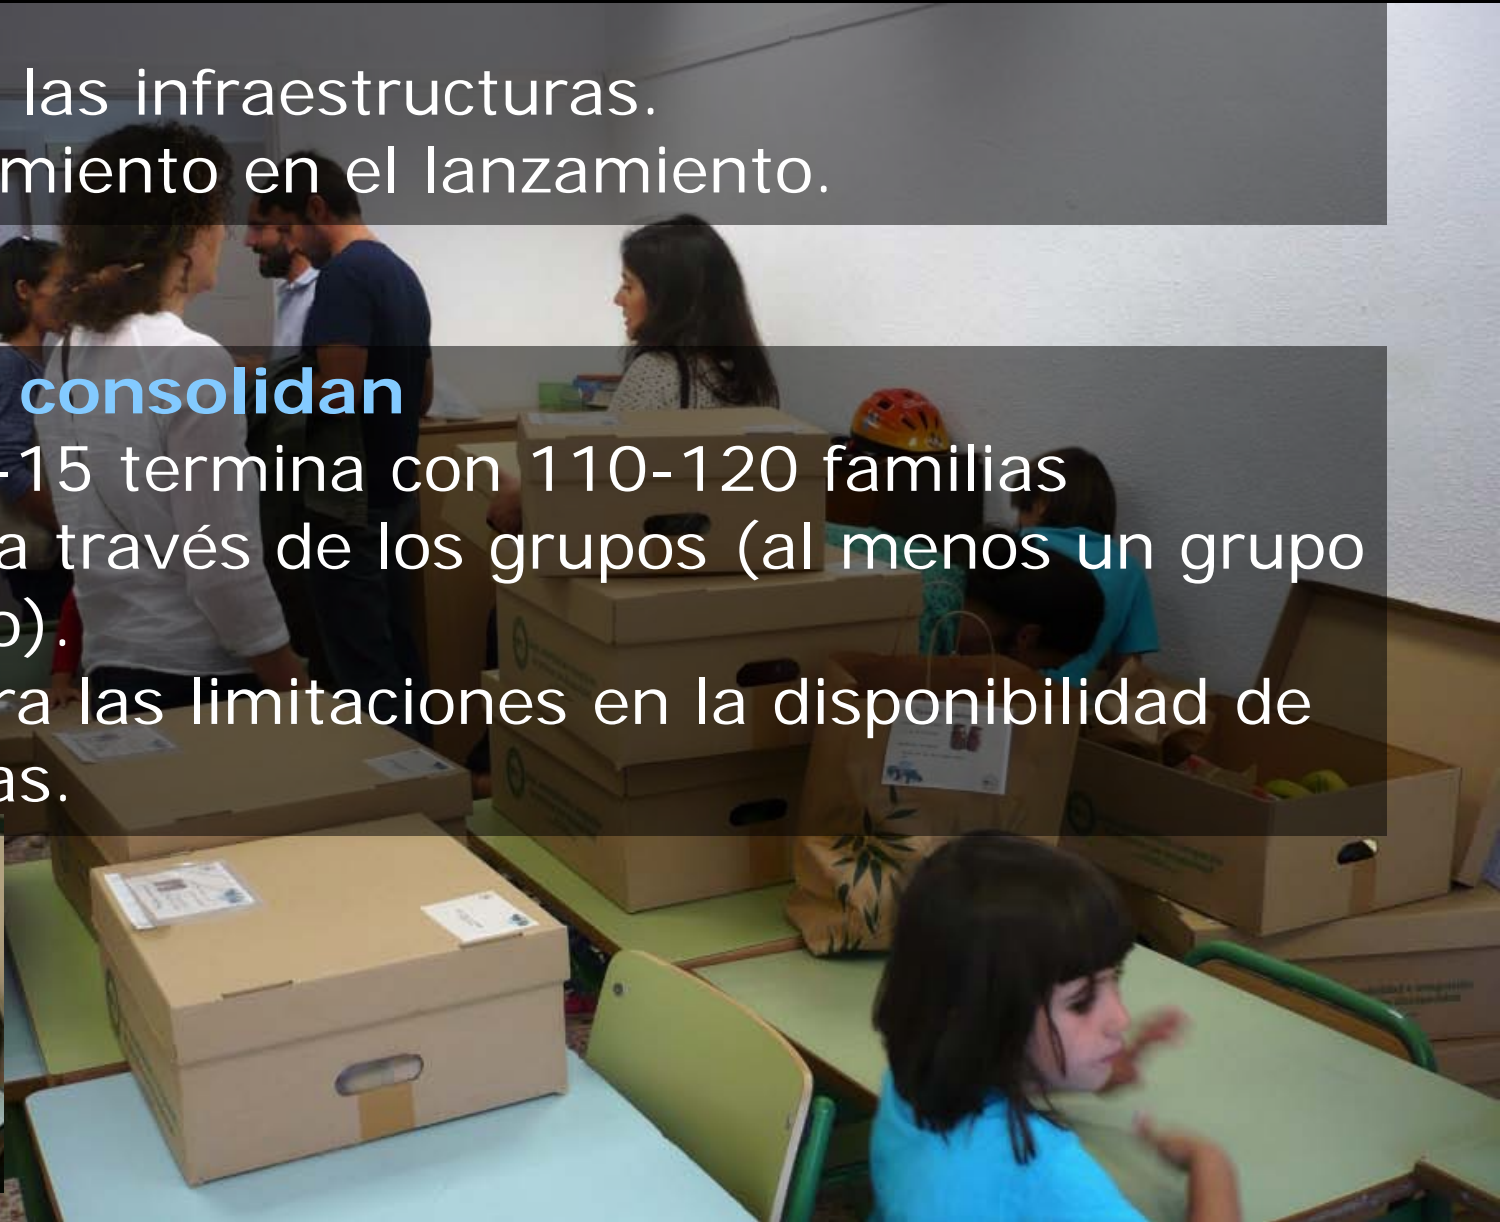 las infraestructuras.
miento en el lanzamiento.
consolidan
-15 termina con 110-120 familias
a través de los grupos (al menos un grupo
o).
ra las limitaciones en la disponibilidad de
as.